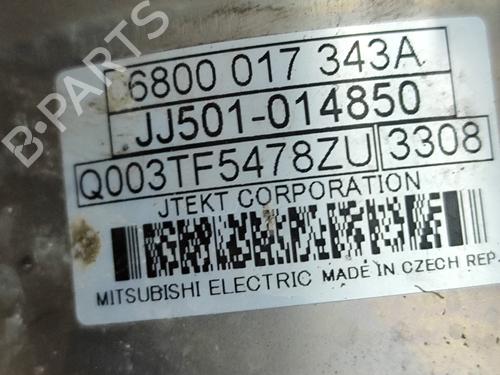 6800 017 343A
JJ501-014850
Q003TF5478ZU 3308
JTEKT CORPORATION
MITSUBISHI ELECTRIC MADE IN CZECH REP.
B-PARTS